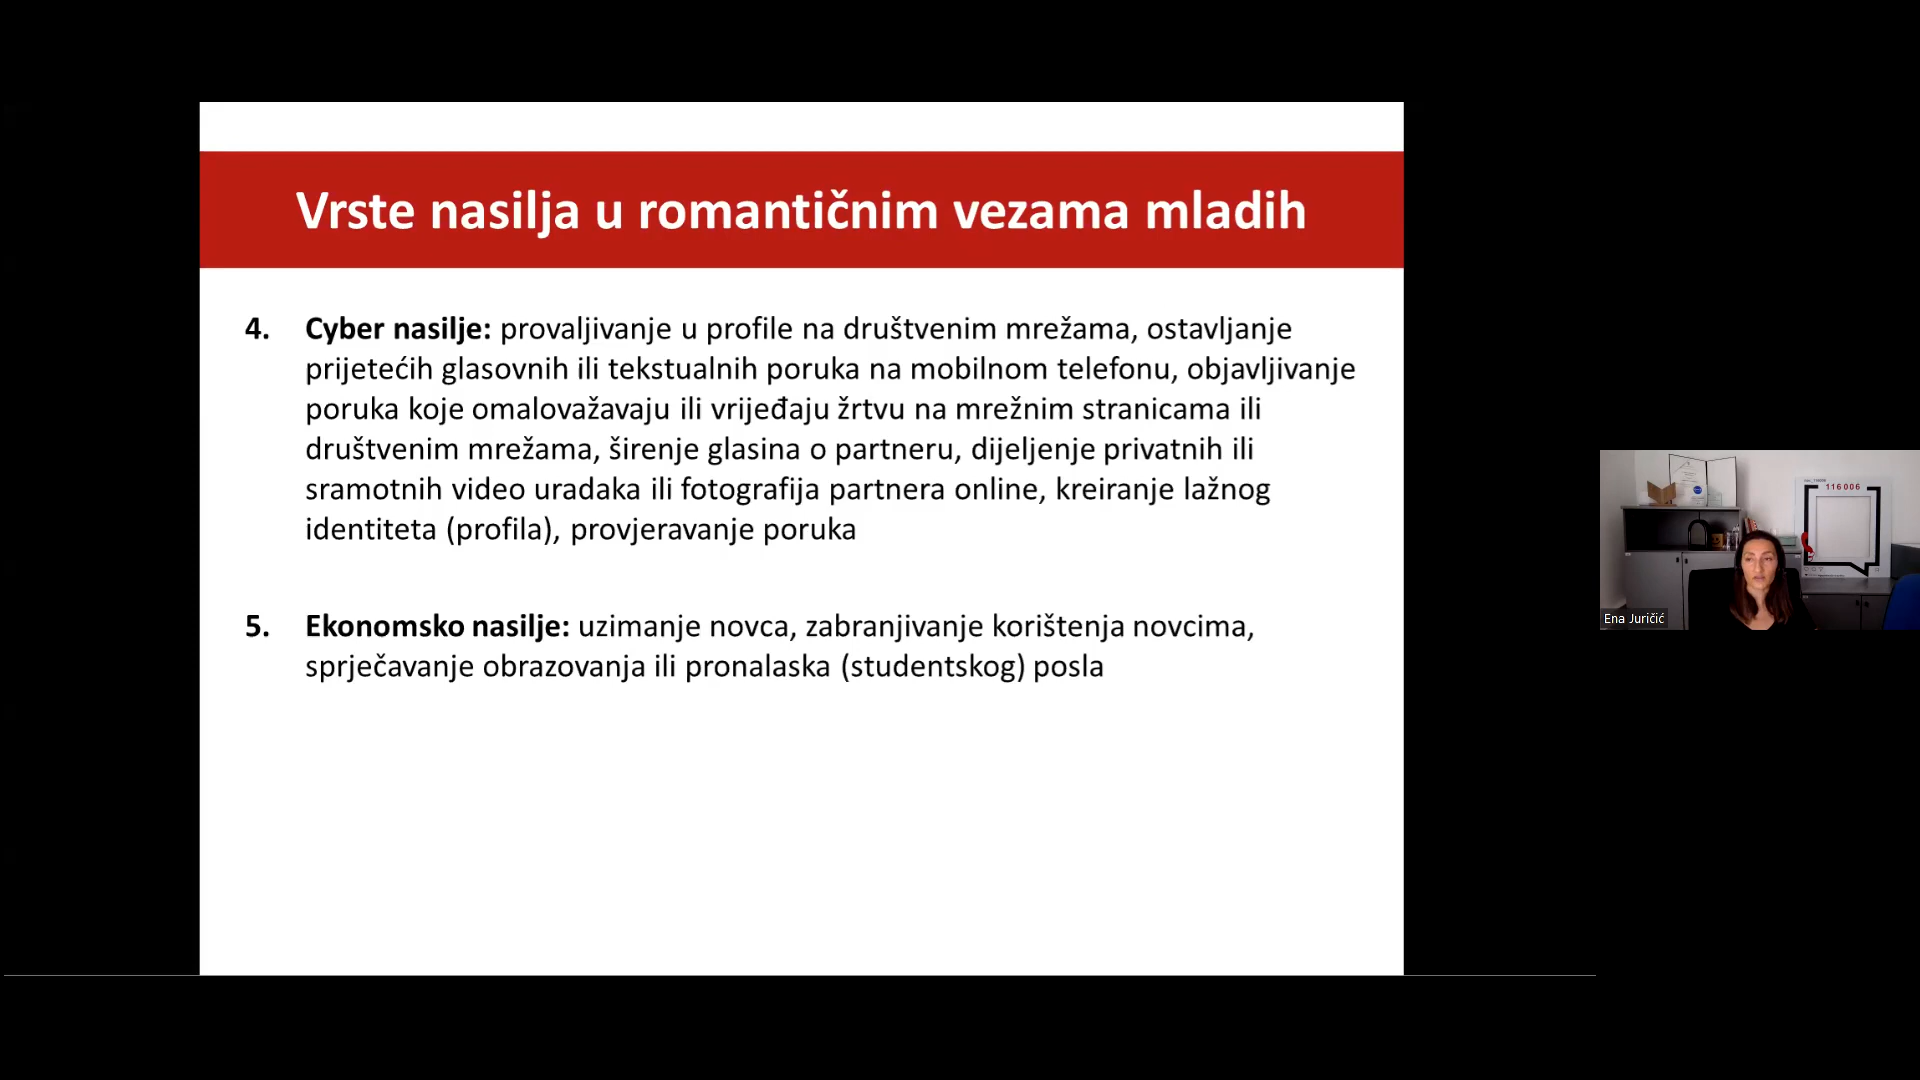 Vrste nasilja u romantičnim vezama mladih
4. Cyber nasilje: provaljivanje u profile na društvenim mrežama, ostavljanje
prijetećih glasovnih ili tekstualnih poruka na mobilnom telefonu, objavljivanje
poruka koje omalovažavaju ili vrijeđaju žrtvu na mrežnim stranicama ili
društvenim mrežama, širenje glasina o partneru, dijeljenje privatnih ili
sramotnih video uradaka ili fotografija partnera online, kreiranje lažnog
identiteta (profila), provjeravanje poruka
5. Ekonomsko nasilje: uzimanje novca, zabranjivanje korištenja novcima,
sprječavanje obrazovanja ili pronalaska (studentskog) posla
116006
Ena Juričić